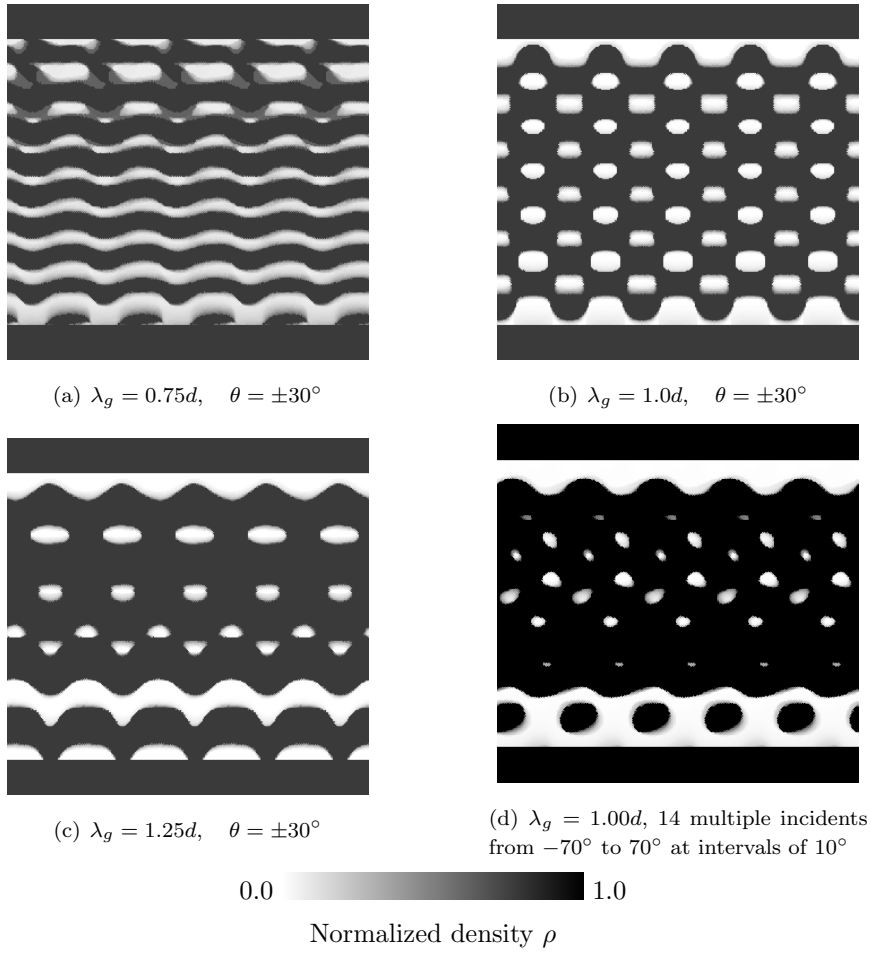 (a) λg = 0.75d, θ = ±30°
(b) λg = 1.0d, θ = ±30°
(c) λg = 1.25d, θ = ±30°
(d) λg = 1.00d, 14 multiple incidents
from −70° to 70° at intervals of 10°
0.0 1.0
Normalized density ρ